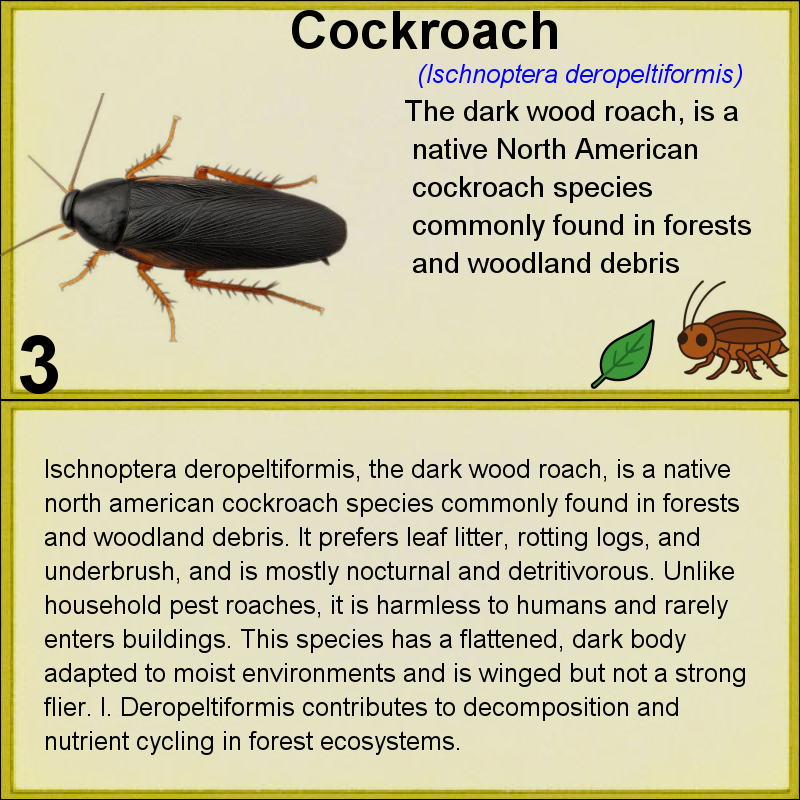 Cockroach
(Ischnoptera deropeltiformis)
The dark wood roach, is a
native North American
cockroach species
commonly found in forests
and woodland debris
3
Ischnoptera deropeltiformis, the dark wood roach, is a native
north american cockroach species commonly found in forests
and woodland debris. It prefers leaf litter, rotting logs, and
underbrush, and is mostly nocturnal and detritivorous. Unlike
household pest roaches, it is harmless to humans and rarely
enters buildings. This species has a flattened, dark body
adapted to moist environments and is winged but not a strong
flier. I. Deropeltiformis contributes to decomposition and
nutrient cycling in forest ecosystems.